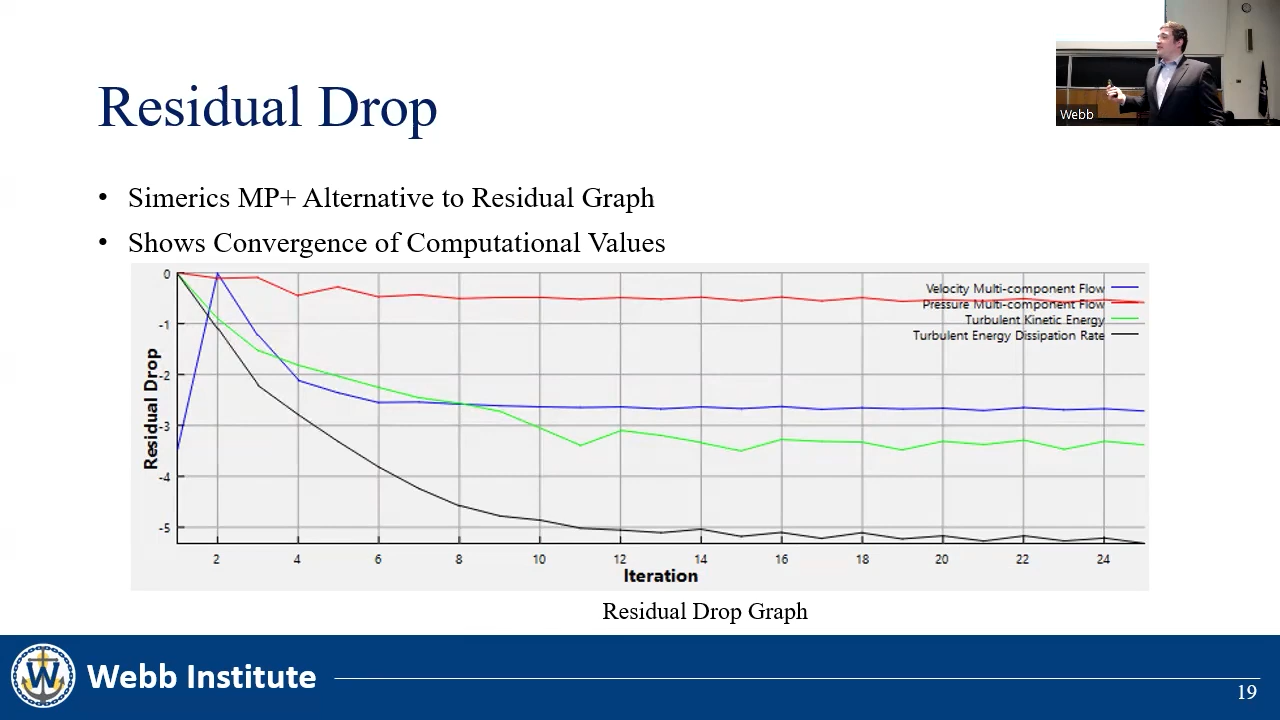 Webb
Residual Drop
• Simerics MP+ Alternative to Residual Graph
• Shows Convergence of Computational Values
Residual Drop
0
-1
-2
-3
-4
-5
Velocity Multi-component Flow
Pressure Multi-component Flow
Turbulent Kinetic Energy
Turbulent Energy Dissipation Rate
2 4 6 8 10 12 14 16 18 20 22 24
Iteration
Residual Drop Graph
W
Webb Institute
19